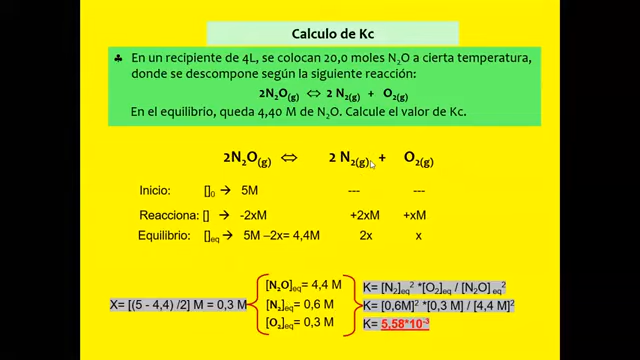 Calculo de Kc
♣ En un recipiente de 4L, se colocan 20,0 moles N₂O a cierta temperatura,
donde se descompone según la siguiente reacción:
2N₂O(g) ⇔ 2 N₂(g) + O₂(g)
En el equilibrio, queda 4,40 M de N₂O. Calcule el valor de Kc.
2N₂O(g) ⇔ 2 N₂(g) + O₂(g)
Inicio: []₀ → 5M --- ---
Reacciona: [] → -2xM +2xM +xM
Equilibrio: []eq → 5M –2x= 4,4M 2x x
X= [(5 - 4,4) /2] M = 0,3 M
[N₂O]= 4,4 M
[N₂]eq = 0,6 M
[O₂]eq = 0,3 M
K= [N₂]eq² *[O₂]eq / [N₂O] eq²
K= [0,6M]² *[0,3 M] / [4,4 M]²
K= 5,58*10⁻³